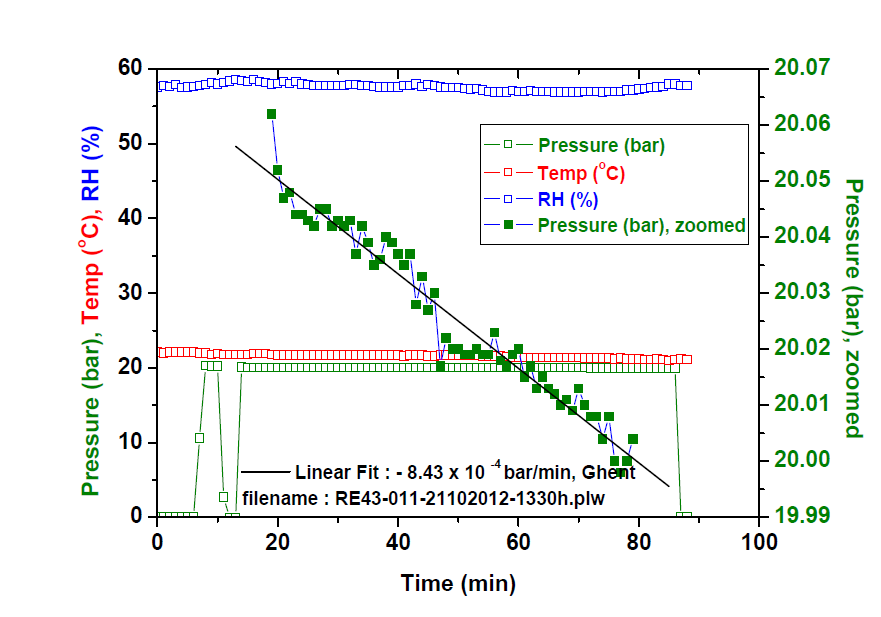 60
50
40
30
20
10
0
20.07
20.06
20.05
20.04
20.03
20.02
20.01
20.00
19.99
0 20 40 60 80 100
Pressure (bar), Temp (°C), RH (%)
Pressure (bar), zoomed
Time (min)
Pressure (bar)
Temp (°C)
RH (%)
Pressure (bar), zoomed
Linear Fit : - 8.43 x 10 -4 bar/min, Ghent
filename : RE43-011-21102012-1330h.plw